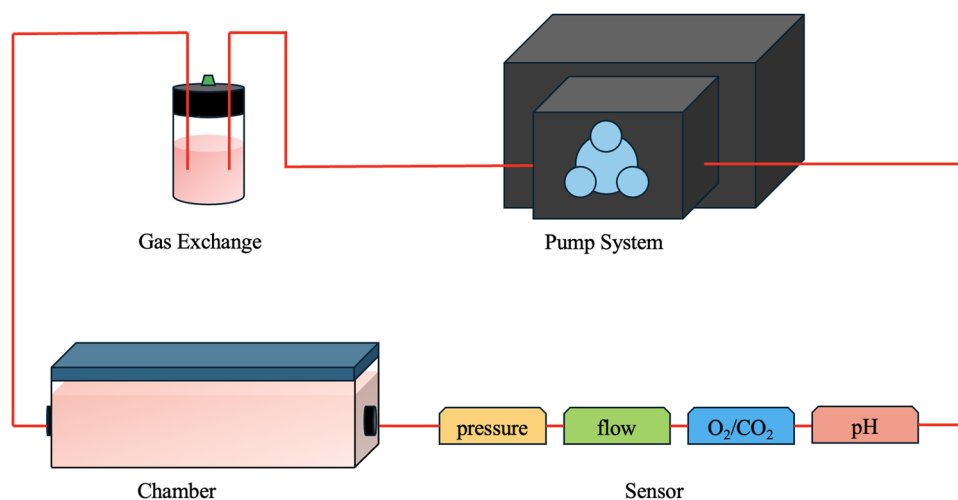 Gas Exchange
Pump System
pressure
flow
O₂/CO₂
pH
Chamber
Sensor